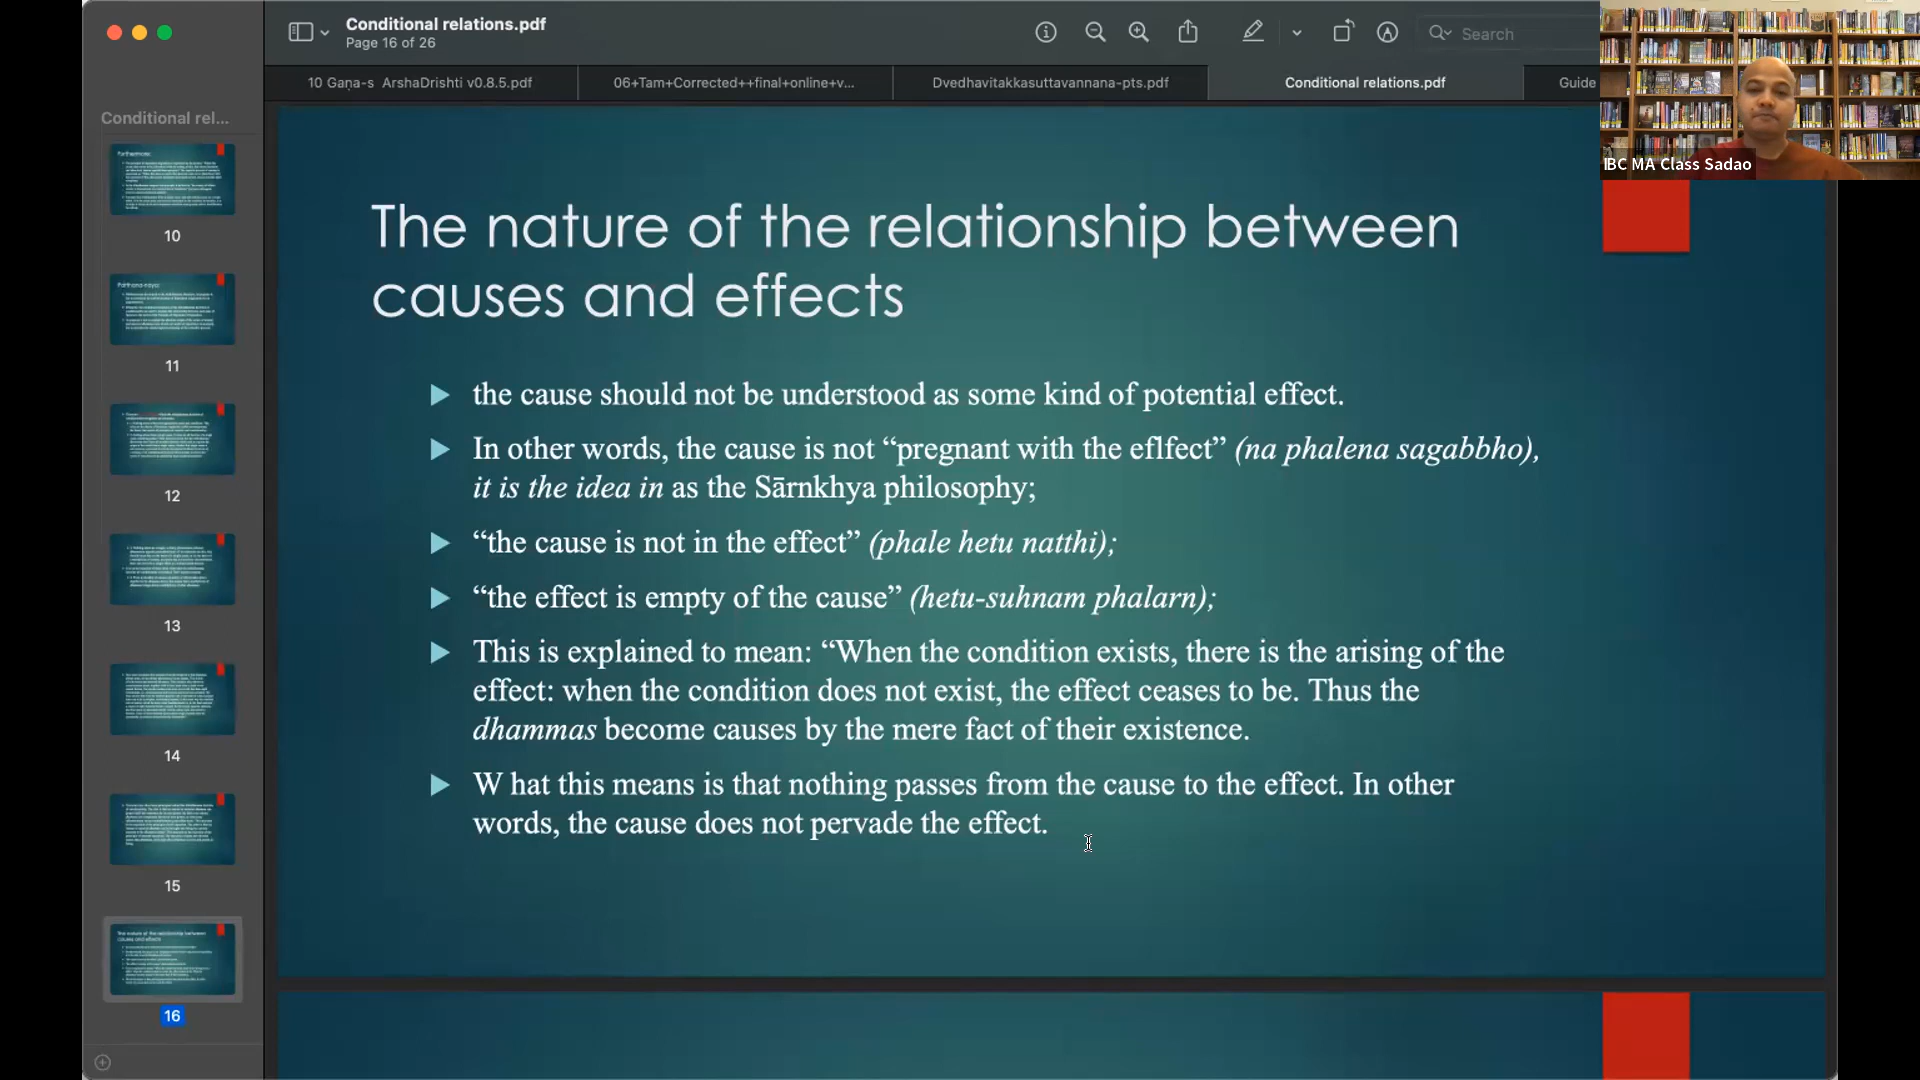 Conditional relations.pdf
Page 16 of 26
Search
10 Gaṇa-s ArshaDrishti v0.8.5.pdf
06+Tam+Corrected++final+online+v...
Dvedhavitakkasuttavannana-pts.pdf
Conditional relations.pdf
Guide
IBC MA Class Sadao
Conditional rel...
10
11
12
13
14
15
16
The nature of the relationship between
causes and effects
the cause should not be understood as some kind of potential effect.
In other words, the cause is not “pregnant with the eflfect” (na phalena sagabbho),
it is the idea in as the Sārnkhya philosophy;
“the cause is not in the effect” (phale hetu natthi);
“the effect is empty of the cause” (hetu-suhnam phalarn);
This is explained to mean: “When the condition exists, there is the arising of the
effect: when the condition does not exist, the effect ceases to be. Thus the
dhammas become causes by the mere fact of their existence.
W hat this means is that nothing passes from the cause to the effect. In other
words, the cause does not pervade the effect.